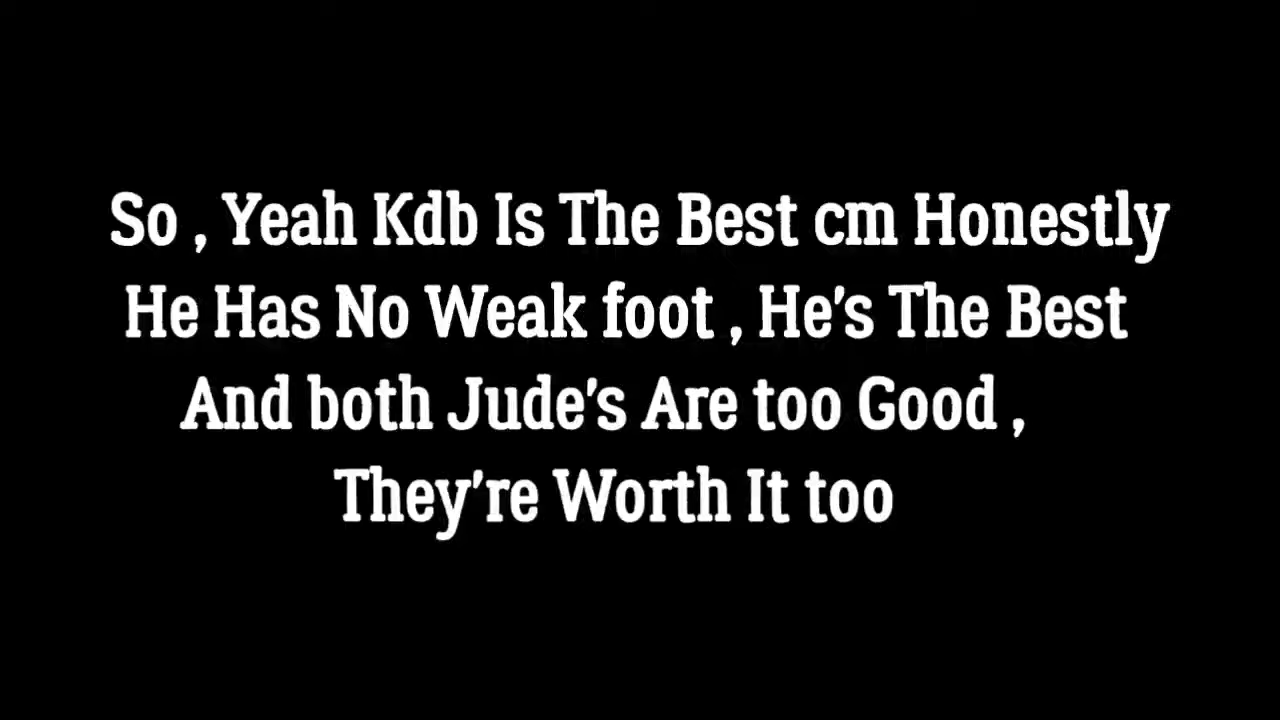 So , Yeah Kdb Is The Best cm Honestly
He Has No Weak foot , He's The Best
And both Jude's Are too Good ,
They're Worth It too